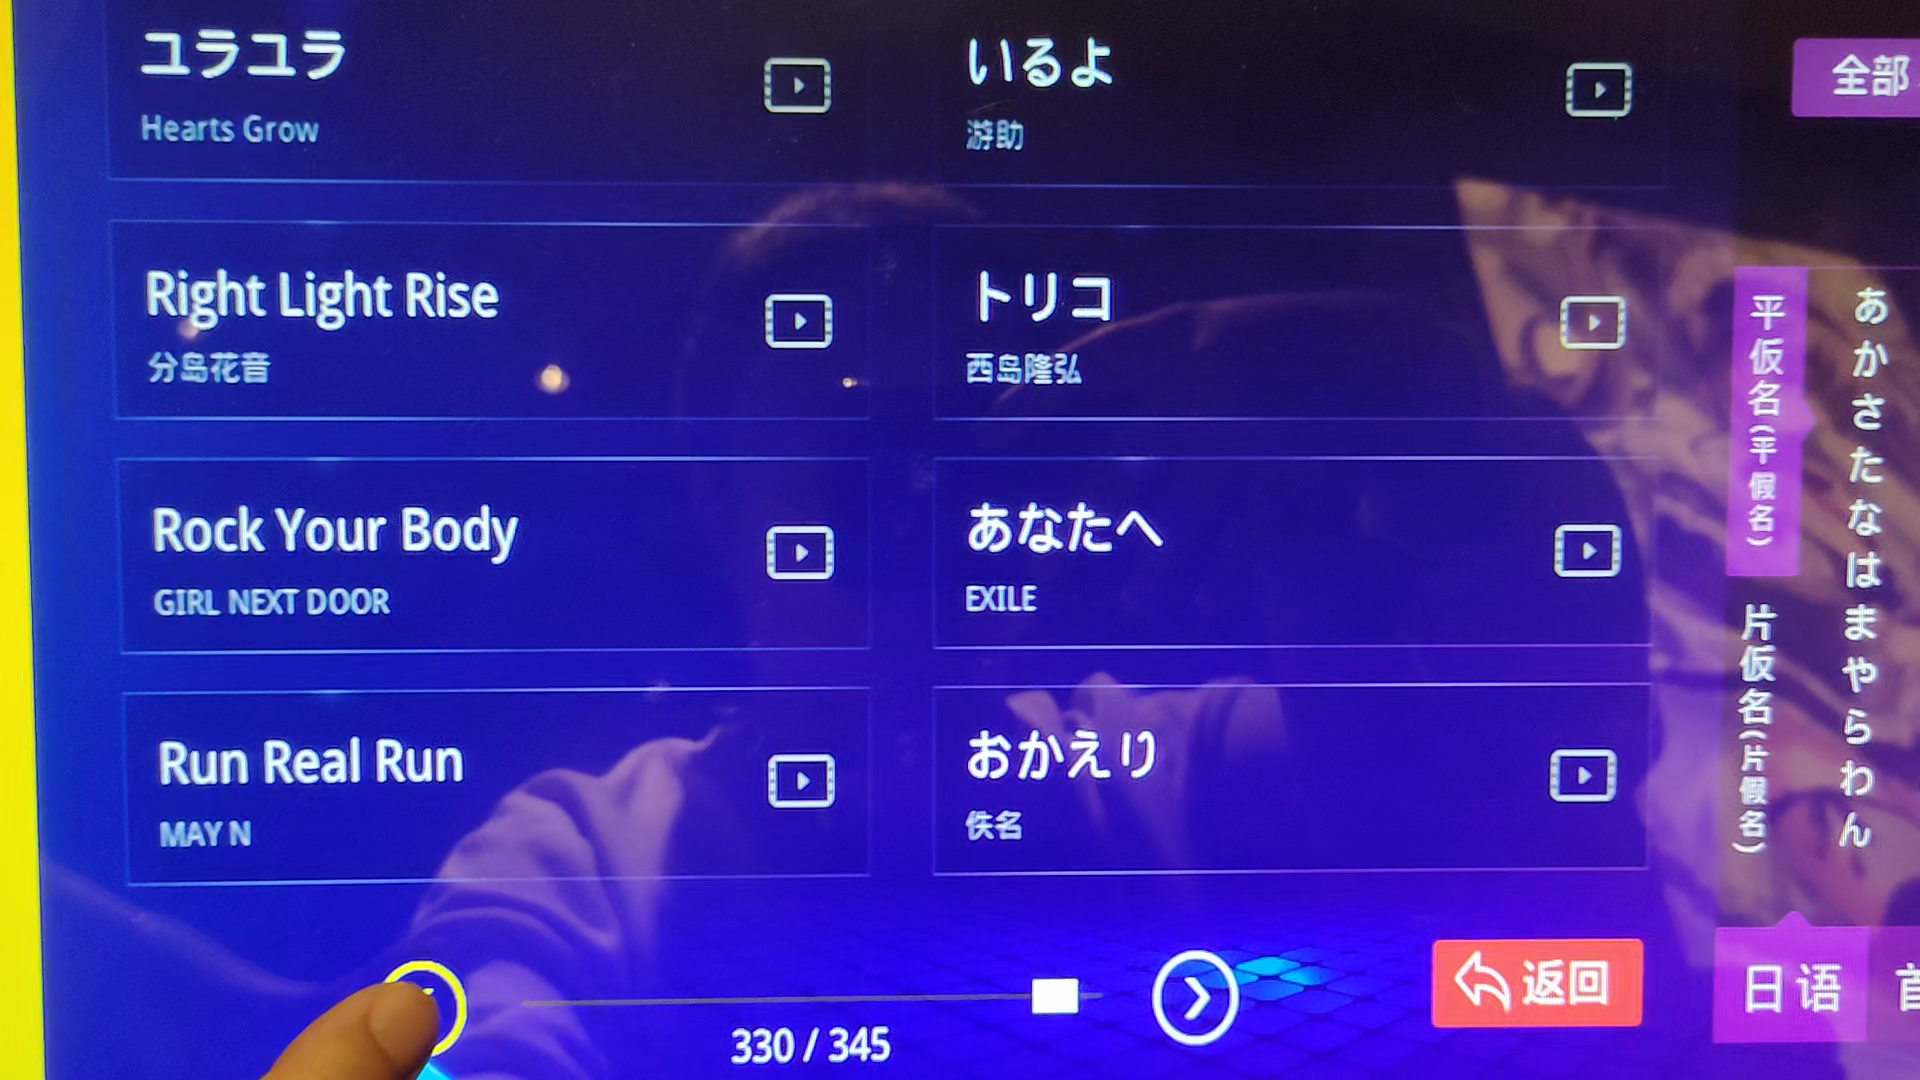 ユラユラ
Hearts Grow
いるよ
游助
全部
Right Light Rise
分岛花音
トリコ
西岛隆弘
Rock Your Body
GIRL NEXT DOOR
あなたへ
EXILE
Run Real Run
MAY N
おかえり
佚名
平仮名(平假名)
片仮名(片假名)
あかさたなはまやらわん
330 / 345
返回
日语